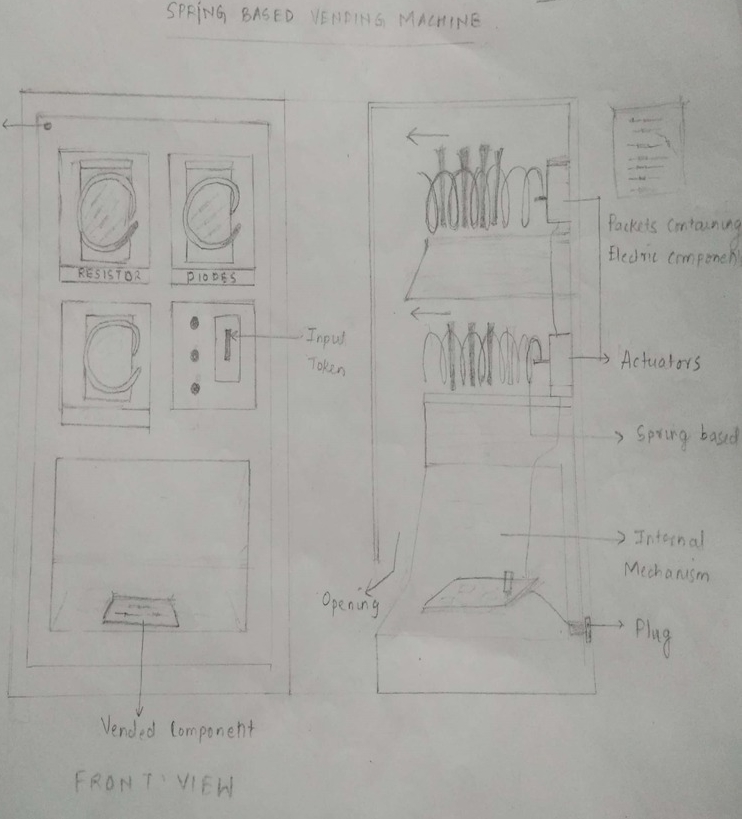 SPRING BASED VENDING MACHINE
RESISTOR
DIODES
Input
Token
Packets Containing
Electric Component
Actuators
Spring based
Internal
Mechanism
Opening
Plug
Vended Component
FRONT VIEW